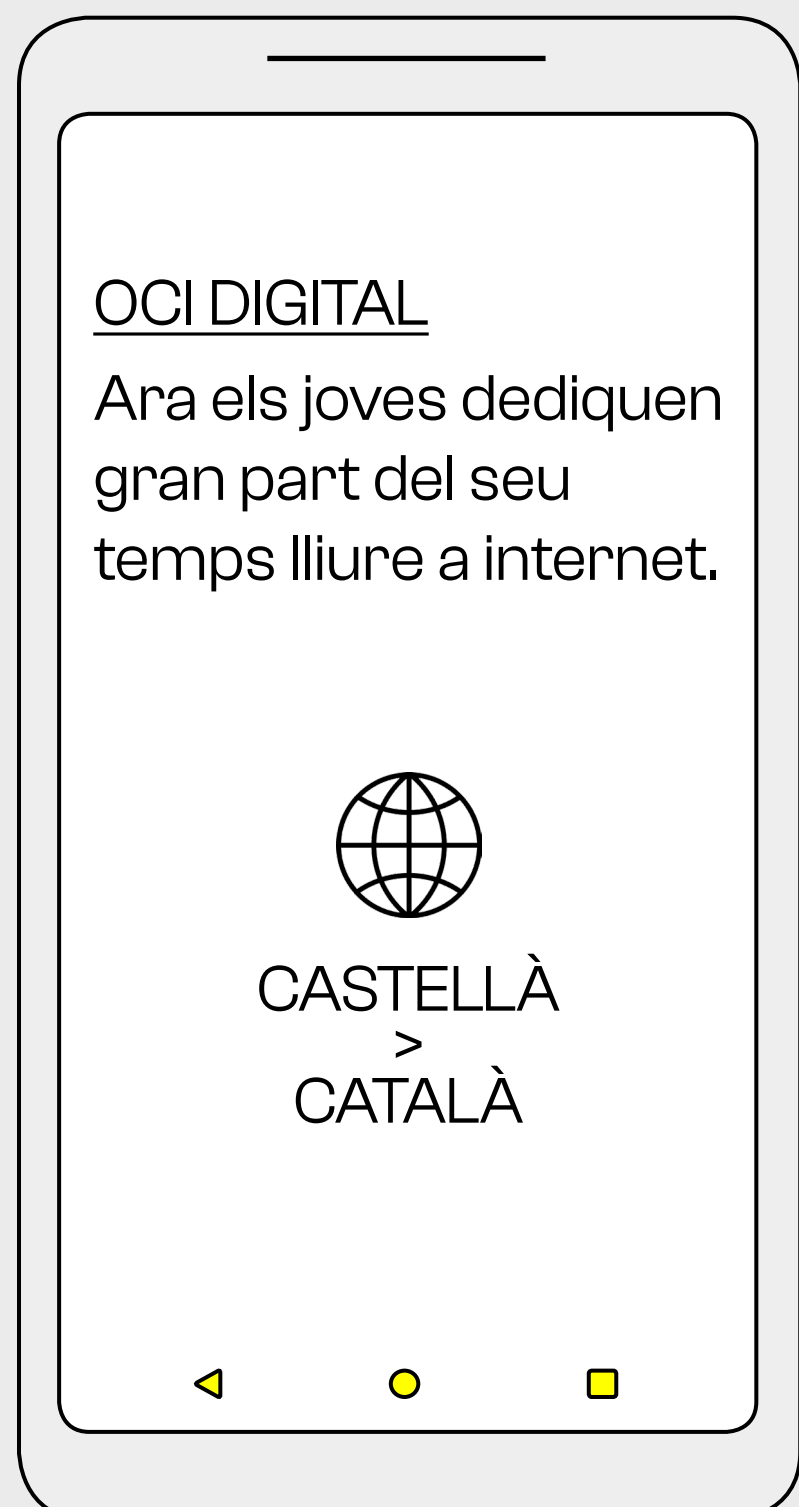 OCI DIGITAL
Ara els joves dediquen
gran part del seu
temps lliure a internet.
CASTELLÀ
>
CATALÀ